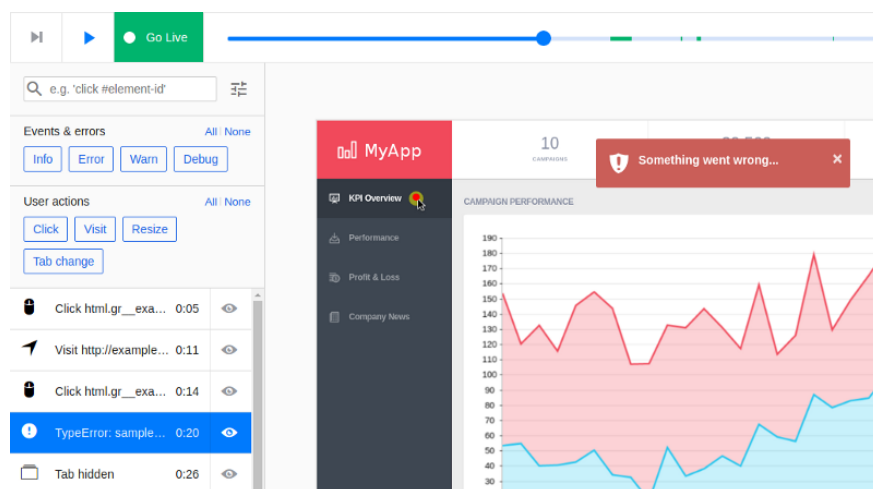 Go Live
e.g. 'click #element-id'
Events & errors
All | None
Info
Error
Warn
Debug
User actions
All | None
Click
Visit
Resize
Tab change
Click html.gr__exa... 0:05
Visit http://example... 0:11
Click html.gr__exa... 0:14
TypeError: sample... 0:20
Tab hidden 0:26
MyApp
10
CAMPAIGNS
Something went wrong...
×
KPI Overview
Performance
Profit & Loss
Company News
CAMPAIGN PERFORMANCE
190
180
170
160
150
140
130
120
110
100
90
80
70
60
50
40
30